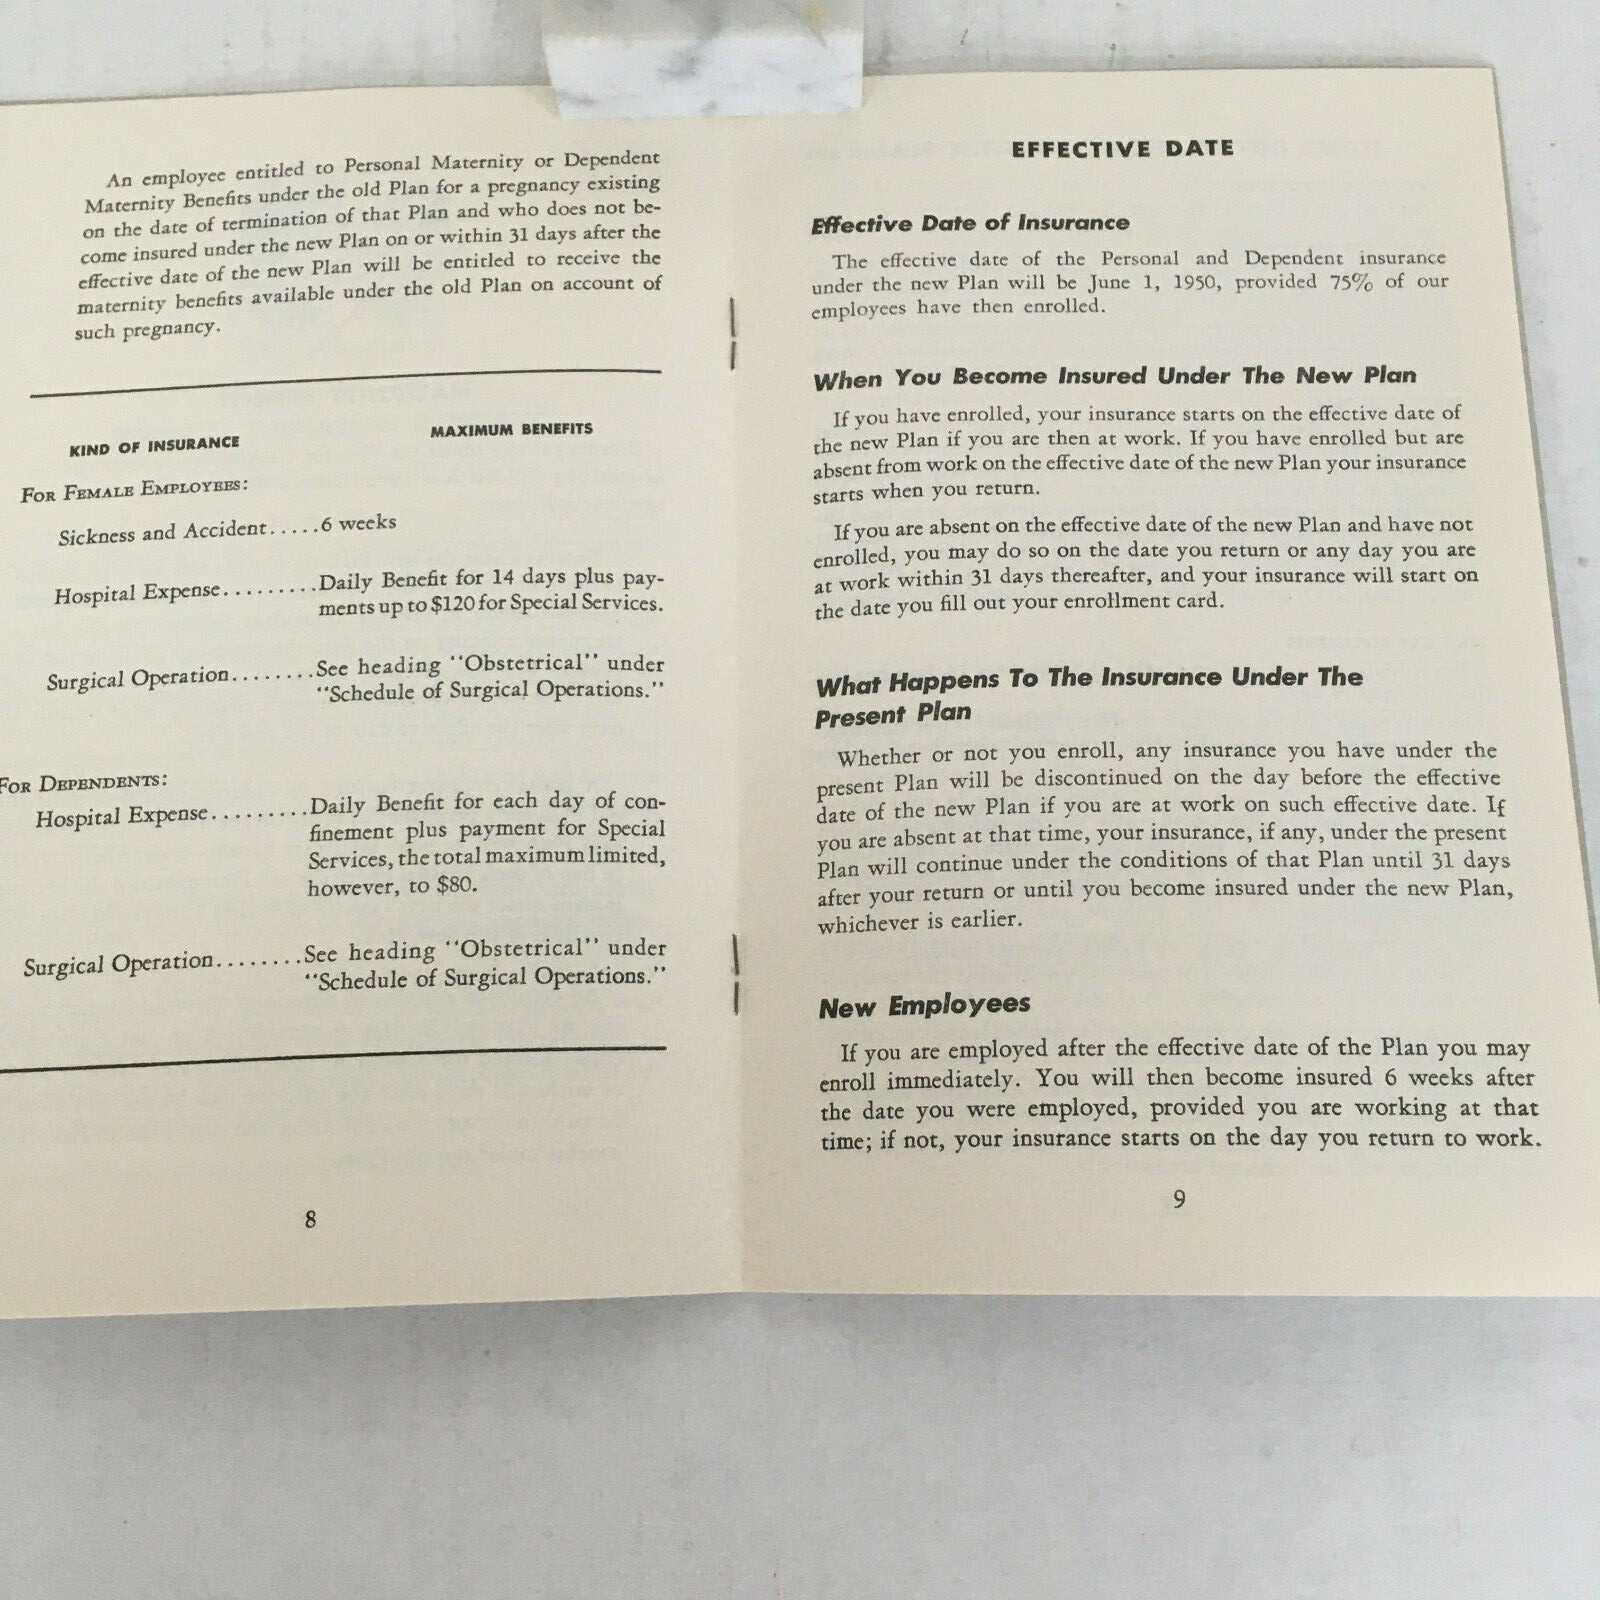 An employee entitled to Personal Maternity or Dependent
Maternity Benefits under the old Plan for a pregnancy existing
on the date of termination of that Plan and who does not be-
come insured under the new Plan on or within 31 days after the
effective date of the new Plan will be entitled to receive the
maternity benefits available under the old Plan on account of
such pregnancy.
KIND OF INSURANCE MAXIMUM BENEFITS
FOR FEMALE EMPLOYEES:
Sickness and Accident.....6 weeks
Hospital Expense.........Daily Benefit for 14 days plus pay-
ments up to $120 for Special Services.
Surgical Operation........See heading "Obstetrical" under
"Schedule of Surgical Operations."
FOR DEPENDENTS:
Hospital Expense.........Daily Benefit for each day of con-
finement plus payment for Special
Services, the total maximum limited,
however, to $80.
Surgical Operation........See heading "Obstetrical" under
"Schedule of Surgical Operations."
8
EFFECTIVE DATE
Effective Date of Insurance
The effective date of the Personal and Dependent insurance
under the new Plan will be June 1, 1950, provided 75% of our
employees have then enrolled.
When You Become Insured Under The New Plan
If you have enrolled, your insurance starts on the effective date of
the new Plan if you are then at work. If you have enrolled but are
absent from work on the effective date of the new Plan your insurance
starts when you return.
If you are absent on the effective date of the new Plan and have not
enrolled, you may do so on the date you return or any day you are
at work within 31 days thereafter, and your insurance will start on
the date you fill out your enrollment card.
What Happens To The Insurance Under The
Present Plan
Whether or not you enroll, any insurance you have under the
present Plan will be discontinued on the day before the effective
date of the new Plan if you are at work on such effective date. If
you are absent at that time, your insurance, if any, under the present
Plan will continue under the conditions of that Plan until 31 days
after your return or until you become insured under the new Plan,
whichever is earlier.
New Employees
If you are employed after the effective date of the Plan you may
enroll immediately. You will then become insured 6 weeks after
the date you were employed, provided you are working at that
time; if not, your insurance starts on the day you return to work.
9